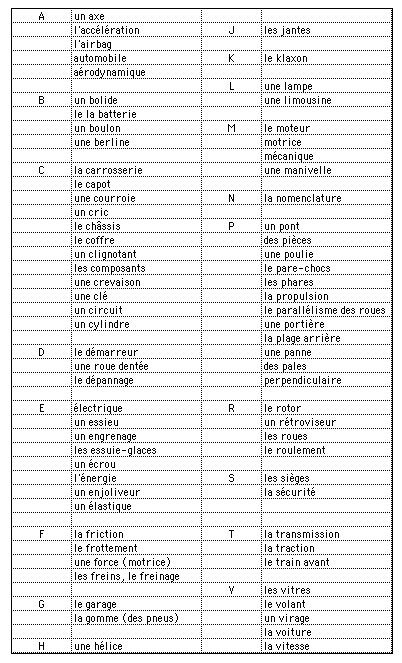 A un axe
l'accélération
l'airbag
automobile
aérodynamique
B un bolide
le la batterie
un boulon
une berline
C la carrosserie
le capot
une courroie
un cric
le châssis
le coffre
un clignotant
les composants
une crevaison
une clé
un circuit
un cylindre
D le démarreur
une roue dentée
le dépannage
E électrique
un essieu
un engrenage
les essuie-glaces
un écrou
l'énergie
un enjoliveur
un élastique
F la friction
le frottement
une force (motrice)
les freins, le freinage
G le garage
la gomme (des pneus)
H une hélice
J les jantes
K le klaxon
L une lampe
une limousine
M le moteur
motrice
mécanique
une manivelle
N la nomenclature
P un pont
des pièces
une poulie
le pare-chocs
les phares
la propulsion
le parallélisme des roues
une portière
la plage arrière
une panne
des pales
perpendiculaire
R le rotor
un rétroviseur
les roues
le roulement
S les sièges
la sécurité
T la transmission
la traction
le train avant
V les vitres
le volant
un virage
la voiture
la vitesse